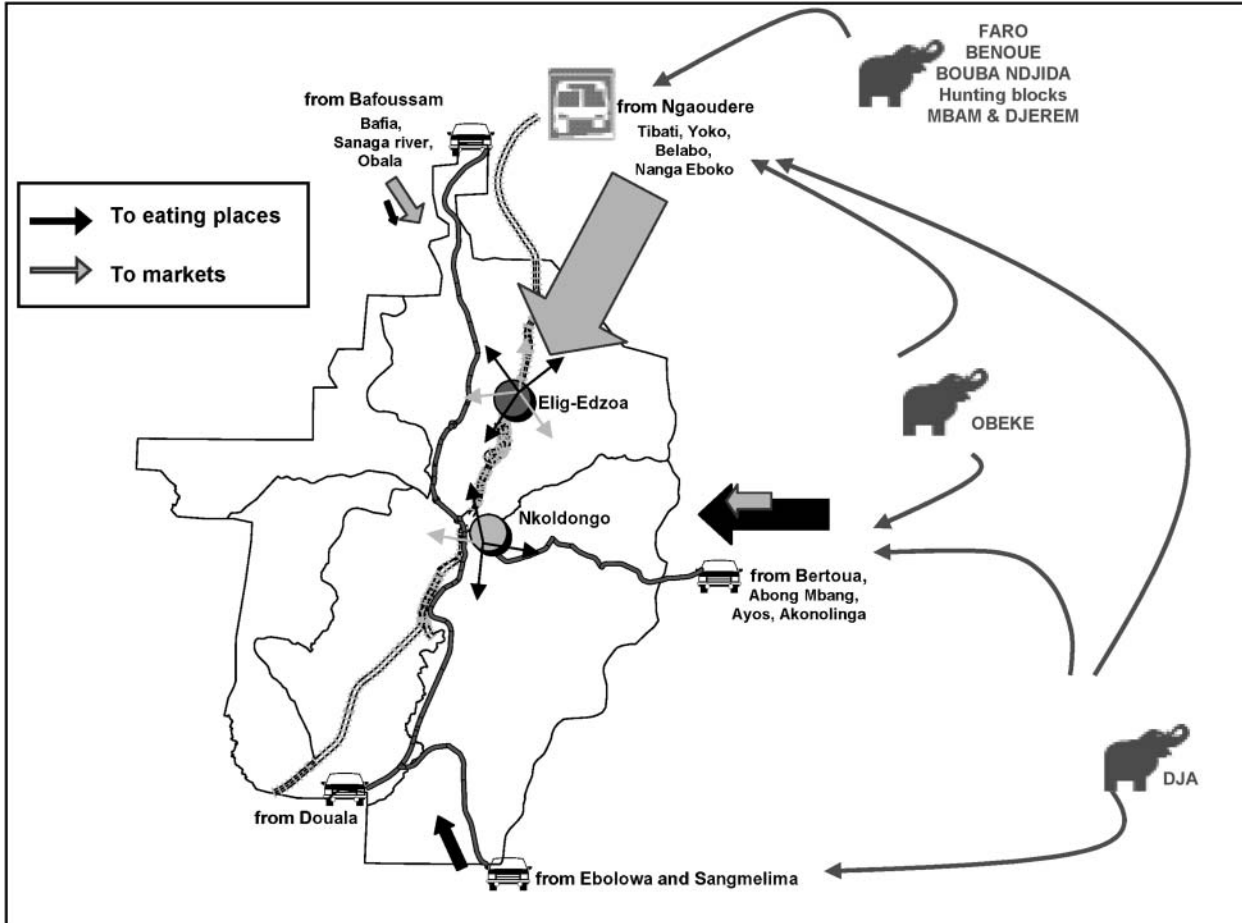 FARO
BENOUE
BOUBA NDJIDA
Hunting blocks
MBAM & DJEREM
from Bafoussam
Bafia,
Sanaga river,
Obala
from Ngaoudere
Tibati, Yoko,
Belabo,
Nanga Eboko
To eating places
To markets
Elig-Edzoa
OBEKE
Nkoldongo
from Bertoua,
Abong Mbang,
Ayos, Akonolinga
DJA
from Douala
from Ebolowa and Sangmelima